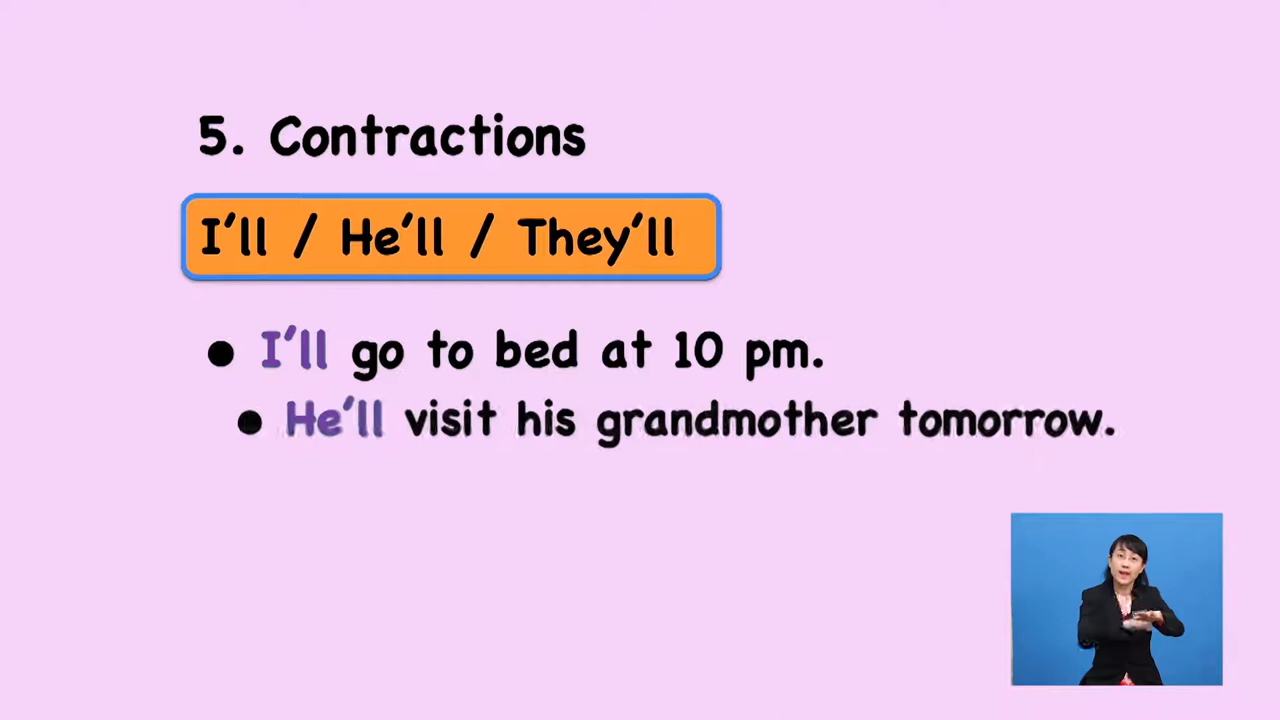 5. Contractions
I’ll / He’ll / They’ll
● I’ll go to bed at 10 pm.
● He’ll visit his grandmother tomorrow.